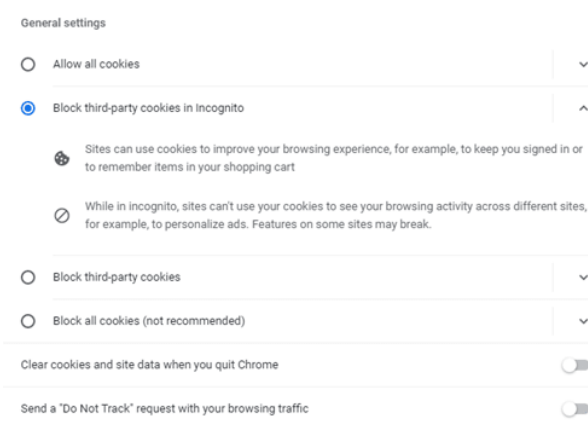 General settings
Allow all cookies
Block third-party cookies in Incognito
Sites can use cookies to improve your browsing experience, for example, to keep you signed in or
to remember items in your shopping cart
While in incognito, sites can't use your cookies to see your browsing activity across different sites,
for example, to personalize ads. Features on some sites may break.
Block third-party cookies
Block all cookies (not recommended)
Clear cookies and site data when you quit Chrome
Send a "Do Not Track" request with your browsing traffic